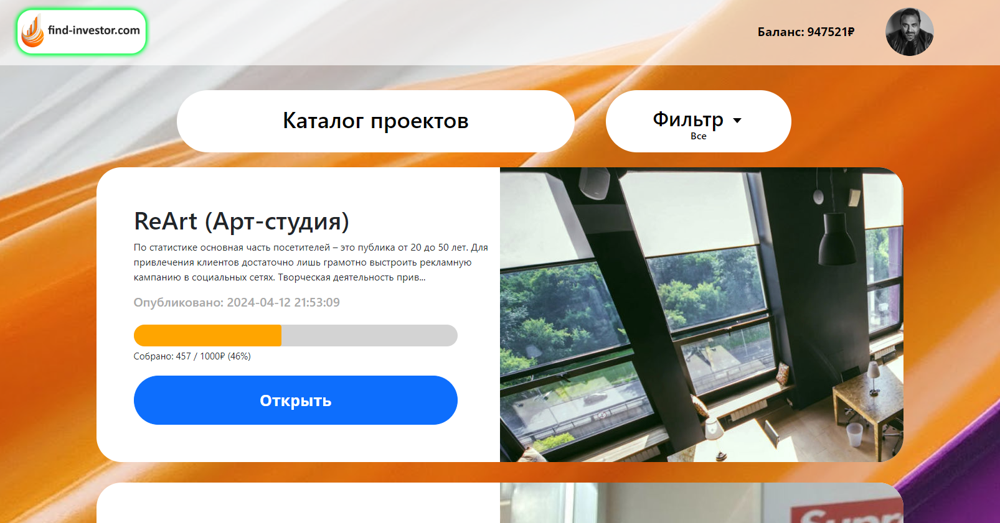 find-investor.com
Баланс: 947521₽
Каталог проектов
Фильтр
Все
ReArt (Арт-студия)
По статистике основная часть посетителей – это публика от 20 до 50 лет. Для
привлечения клиентов достаточно лишь грамотно выстроить рекламную
кампанию в социальных сетях. Творческая деятельность прив...
Опубликовано: 2024-04-12 21:53:09
Собрано: 457 / 1000₽ (46%)
Открыть